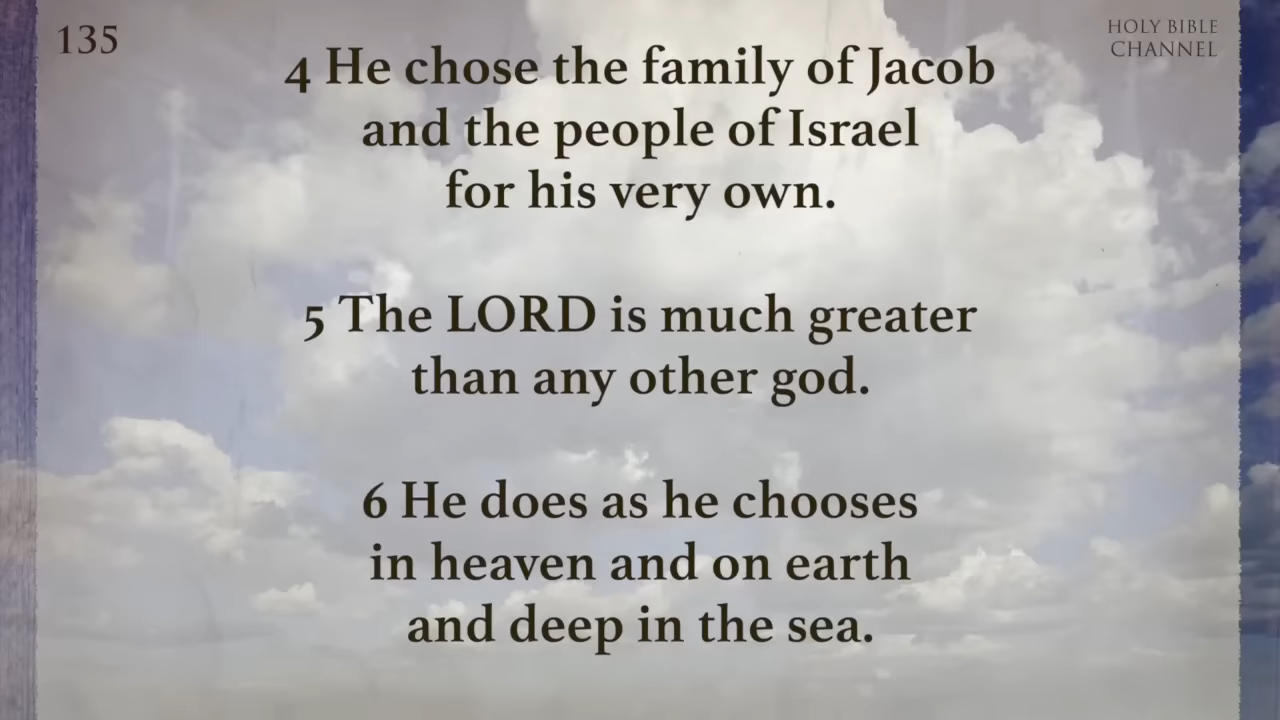 135
HOLY BIBLE
CHANNEL
4 He chose the family of Jacob
and the people of Israel
for his very own.
5 The LORD is much greater
than any other god.
6 He does as he chooses
in heaven and on earth
and deep in the sea.